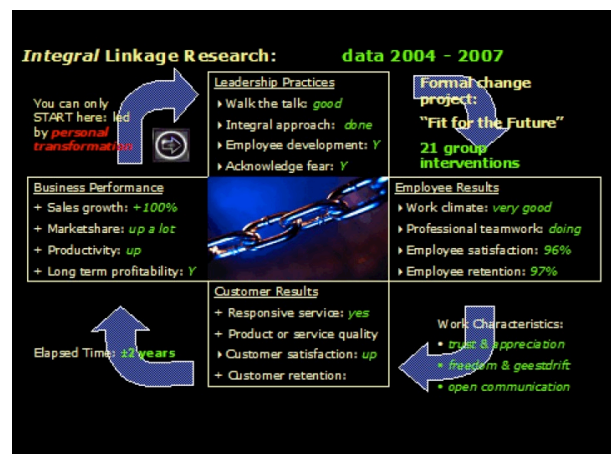 Integral Linkage Research: data 2004 - 2007
You can only
START here: led
by personal
transformation
Leadership Practices
Walk the talk: good
Integral approach: done
Employee development: Y
Acknowledge fear: Y
Formal change
project:
"Fit for the Future"
21 group
interventions
Business Performance
+ Sales growth: +100%
+ Marketshare: up a lot
+ Productivity: up
+ Long term profitability: Y
Employee Results
Work climate: very good
Professional teamwork: doing
Employee satisfaction: 96%
Employee retention: 97%
Customer Results
+ Responsive service: yes
+ Product or service quality
Customer satisfaction: up
+ Customer retention:
Elapsed Time: ±2 years
Work Characteristics:
• trust & appreciation
• freedom & geestdrift
• open communication